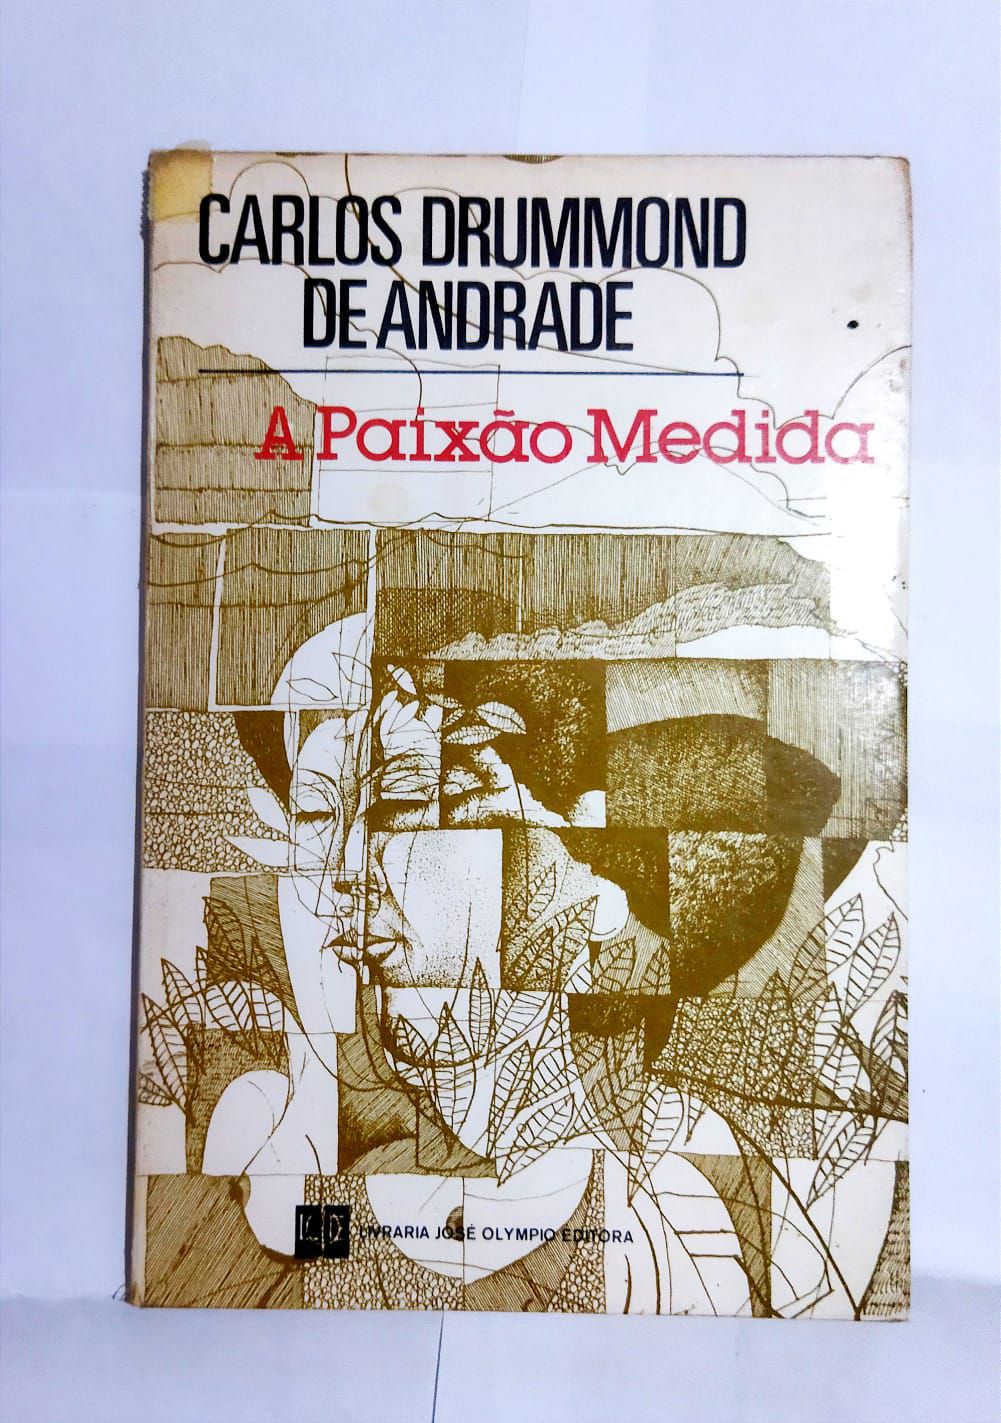 CARLOS DRUMMOND
DE ANDRADE
A Paixão Medida
LIVRARIA JOSÉ OLYMPIO EDITORA